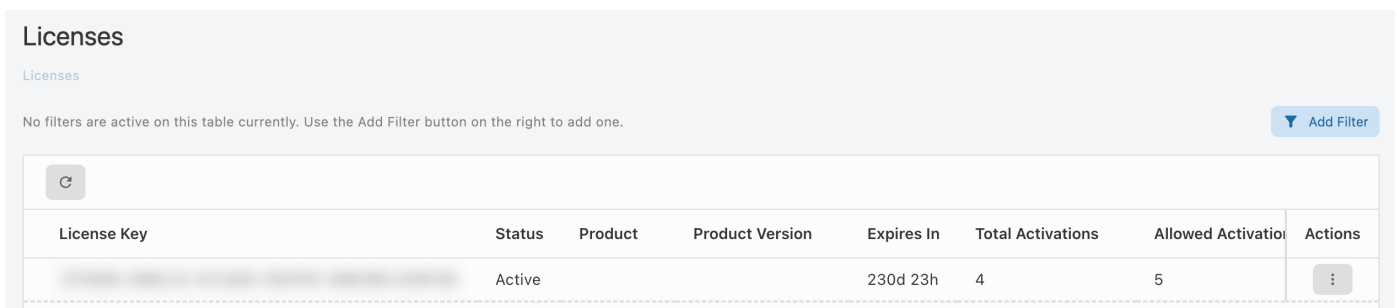 Licenses
Licenses
No filters are active on this table currently. Use the Add Filter button on the right to add one.
Add Filter
License Key Status Product Product Version Expires In Total Activations Allowed Activation Actions
Active 230d 23h 4 5